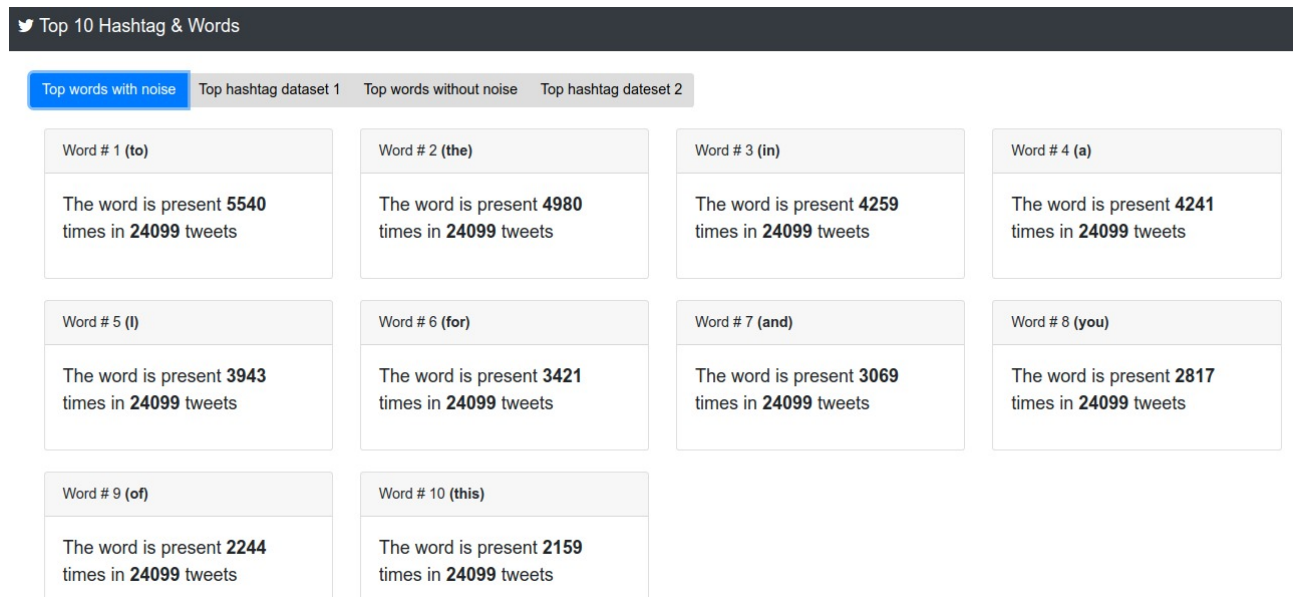 Top 10 Hashtag & Words
Top words with noise
Top hashtag dataset 1
Top words without noise
Top hashtag dateset 2
Word # 1 (to)
The word is present 5540
times in 24099 tweets
Word # 2 (the)
The word is present 4980
times in 24099 tweets
Word # 3 (in)
The word is present 4259
times in 24099 tweets
Word # 4 (a)
The word is present 4241
times in 24099 tweets
Word # 5 (I)
The word is present 3943
times in 24099 tweets
Word # 6 (for)
The word is present 3421
times in 24099 tweets
Word # 7 (and)
The word is present 3069
times in 24099 tweets
Word # 8 (you)
The word is present 2817
times in 24099 tweets
Word # 9 (of)
The word is present 2244
times in 24099 tweets
Word # 10 (this)
The word is present 2159
times in 24099 tweets